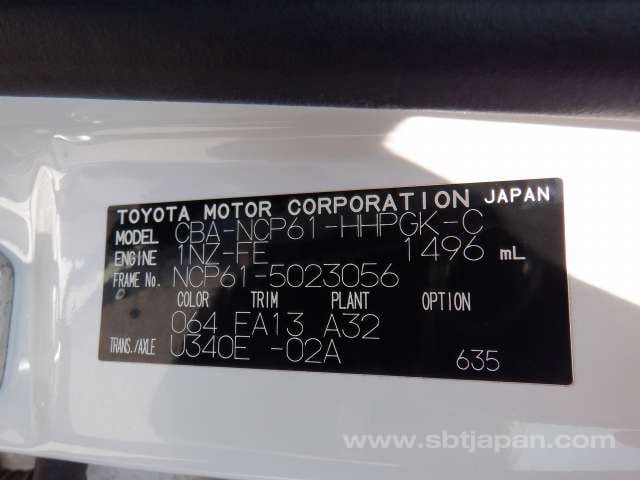 TOYOTA MOTOR CORPORATION JAPAN
MODEL CBA-NCP61-HHPGK-C
ENGINE 1NZ-FE 1496 mL
FRAME No. NCP61-5023056
COLOR TRIM PLANT OPTION
064 FA13 A32
TRANS./AXLE U340E -02A 635
www.sbtjapan.com